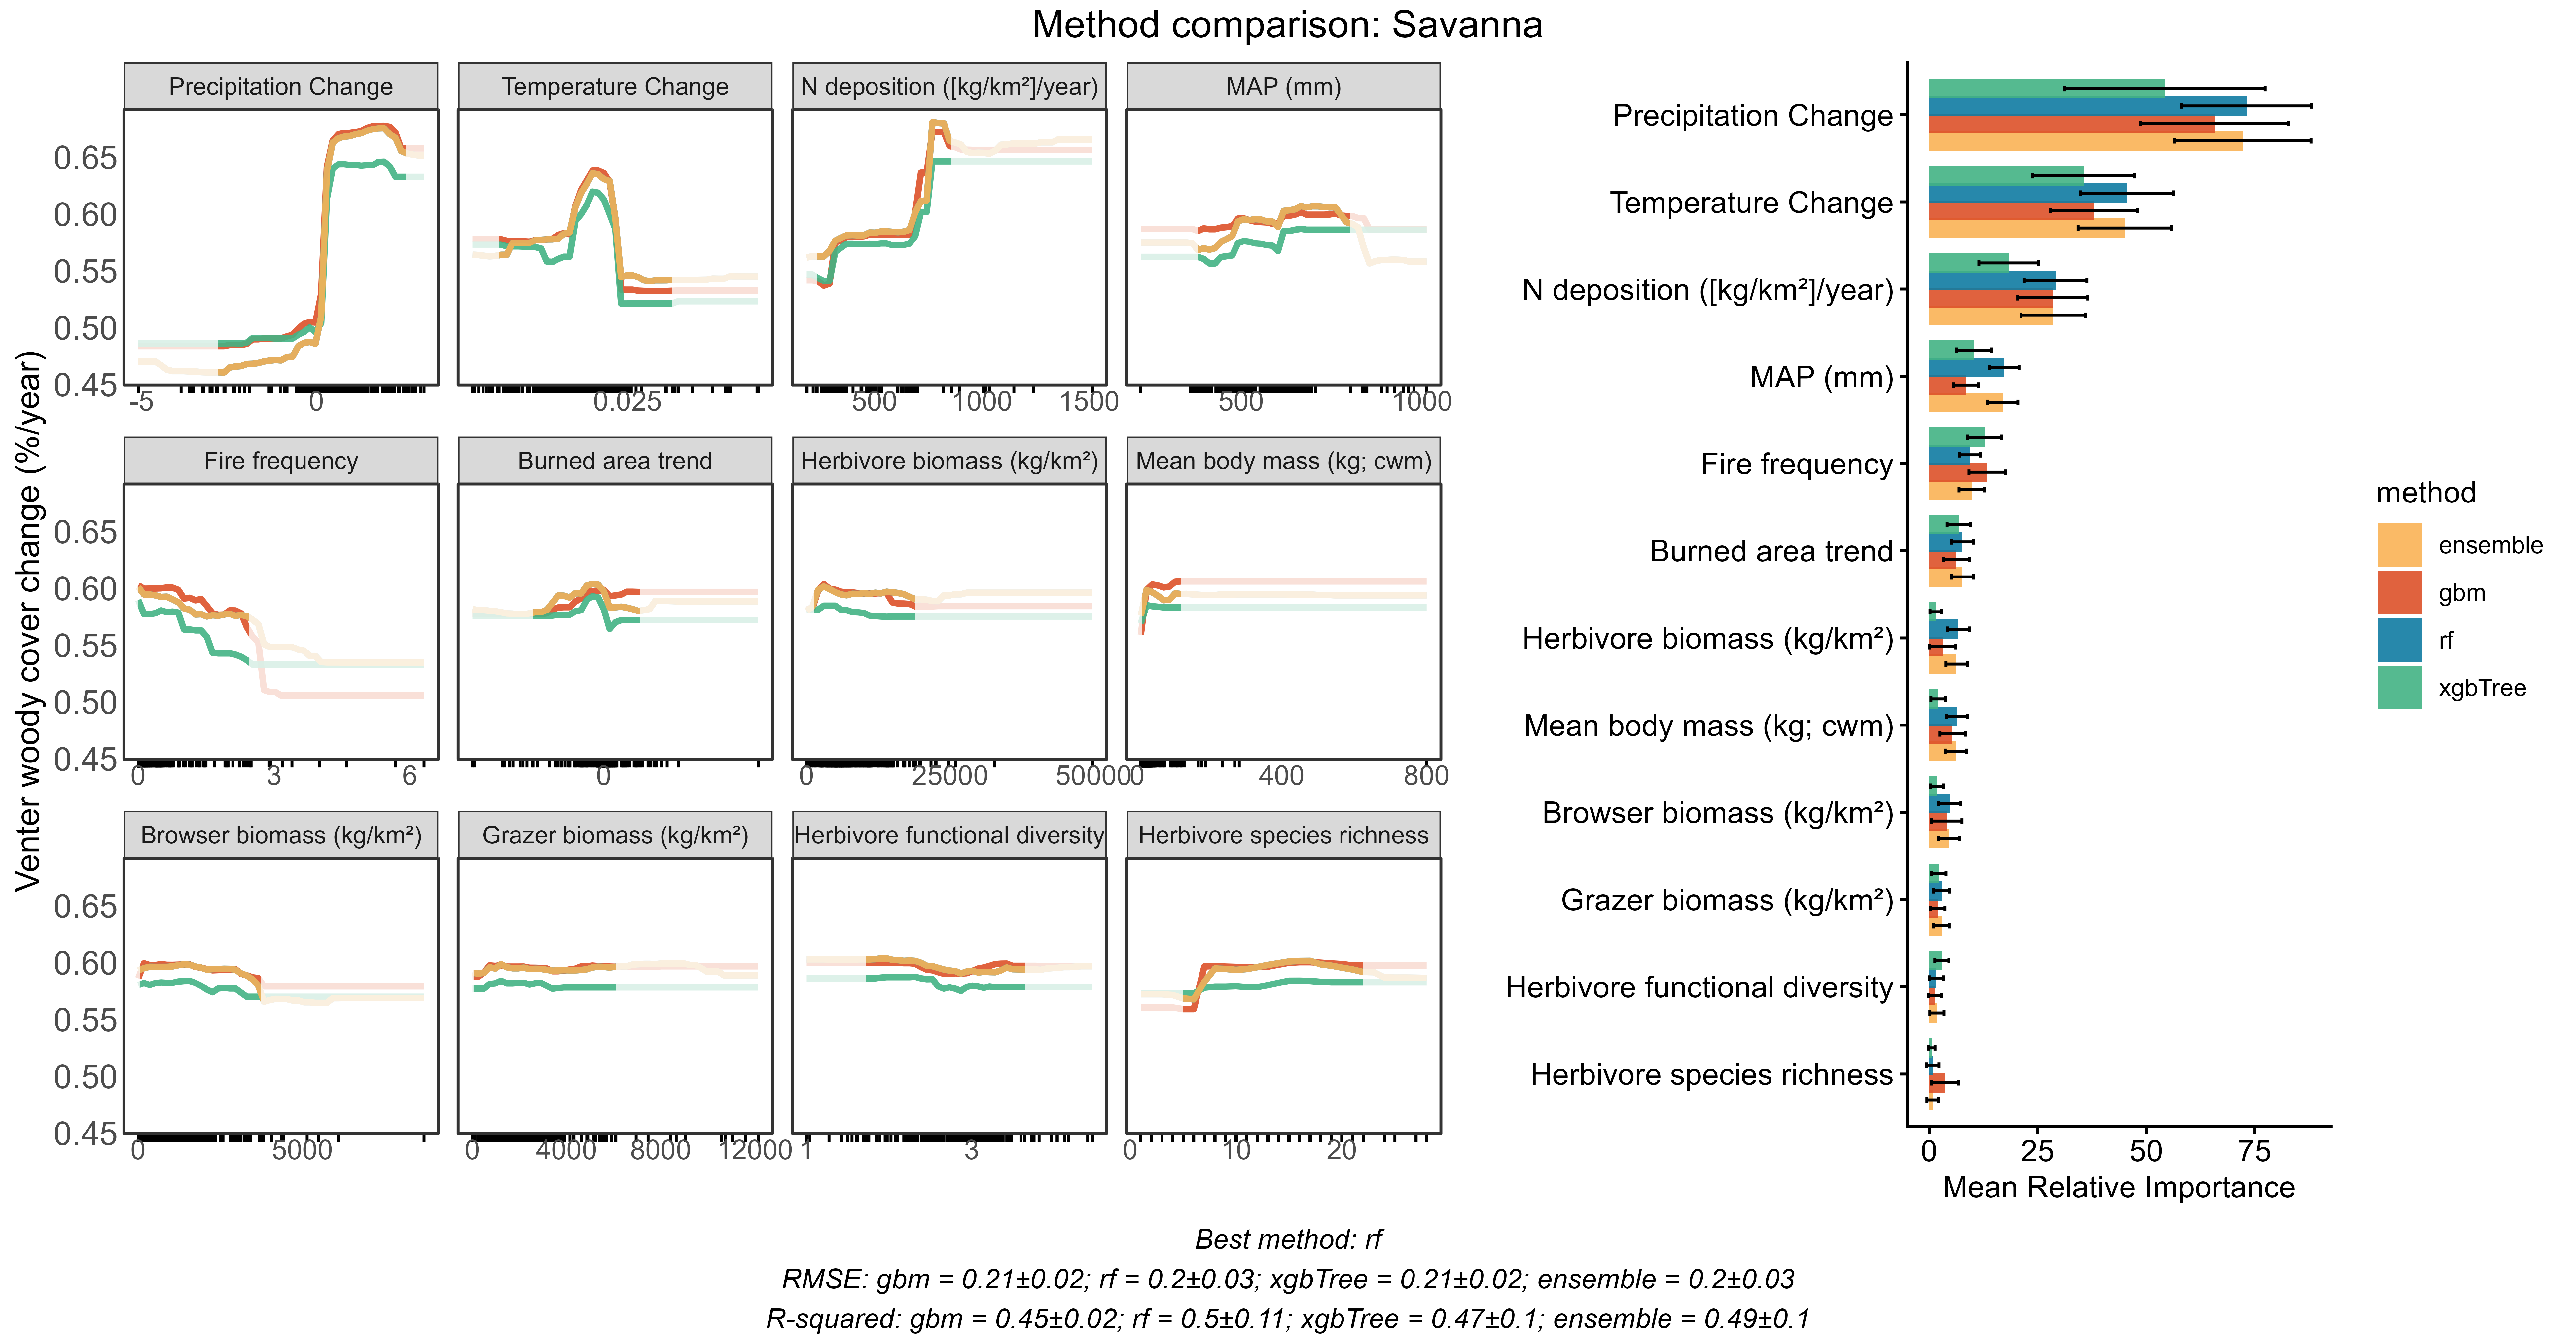 Method comparison: Savanna
Venter woody cover change (%/year)
Precipitation Change
Temperature Change
N deposition ([kg/km²]/year)
MAP (mm)
0.65
0.60
0.55
0.50
0.45
-5 0
0.025
500 1000 1500
500 1000
Fire frequency
Burned area trend
Herbivore biomass (kg/km²)
Mean body mass (kg; cwm)
0.65
0.60
0.55
0.50
0.45
0 3 6
0
0 25000 50000
0 400 800
Browser biomass (kg/km²)
Grazer biomass (kg/km²)
Herbivore functional diversity
Herbivore species richness
0.65
0.60
0.55
0.50
0.45
0 5000
0 4000 8000 12000
1 3
0 10 20
Precipitation Change
Temperature Change
N deposition ([kg/km²]/year)
MAP (mm)
Fire frequency
Burned area trend
Herbivore biomass (kg/km²)
Mean body mass (kg; cwm)
Browser biomass (kg/km²)
Grazer biomass (kg/km²)
Herbivore functional diversity
Herbivore species richness
0 25 50 75
Mean Relative Importance
method
ensemble
gbm
rf
xgbTree
Best method: rf
RMSE: gbm = 0.21±0.02; rf = 0.2±0.03; xgbTree = 0.21±0.02; ensemble = 0.2±0.03
R-squared: gbm = 0.45±0.02; rf = 0.5±0.11; xgbTree = 0.47±0.1; ensemble = 0.49±0.1